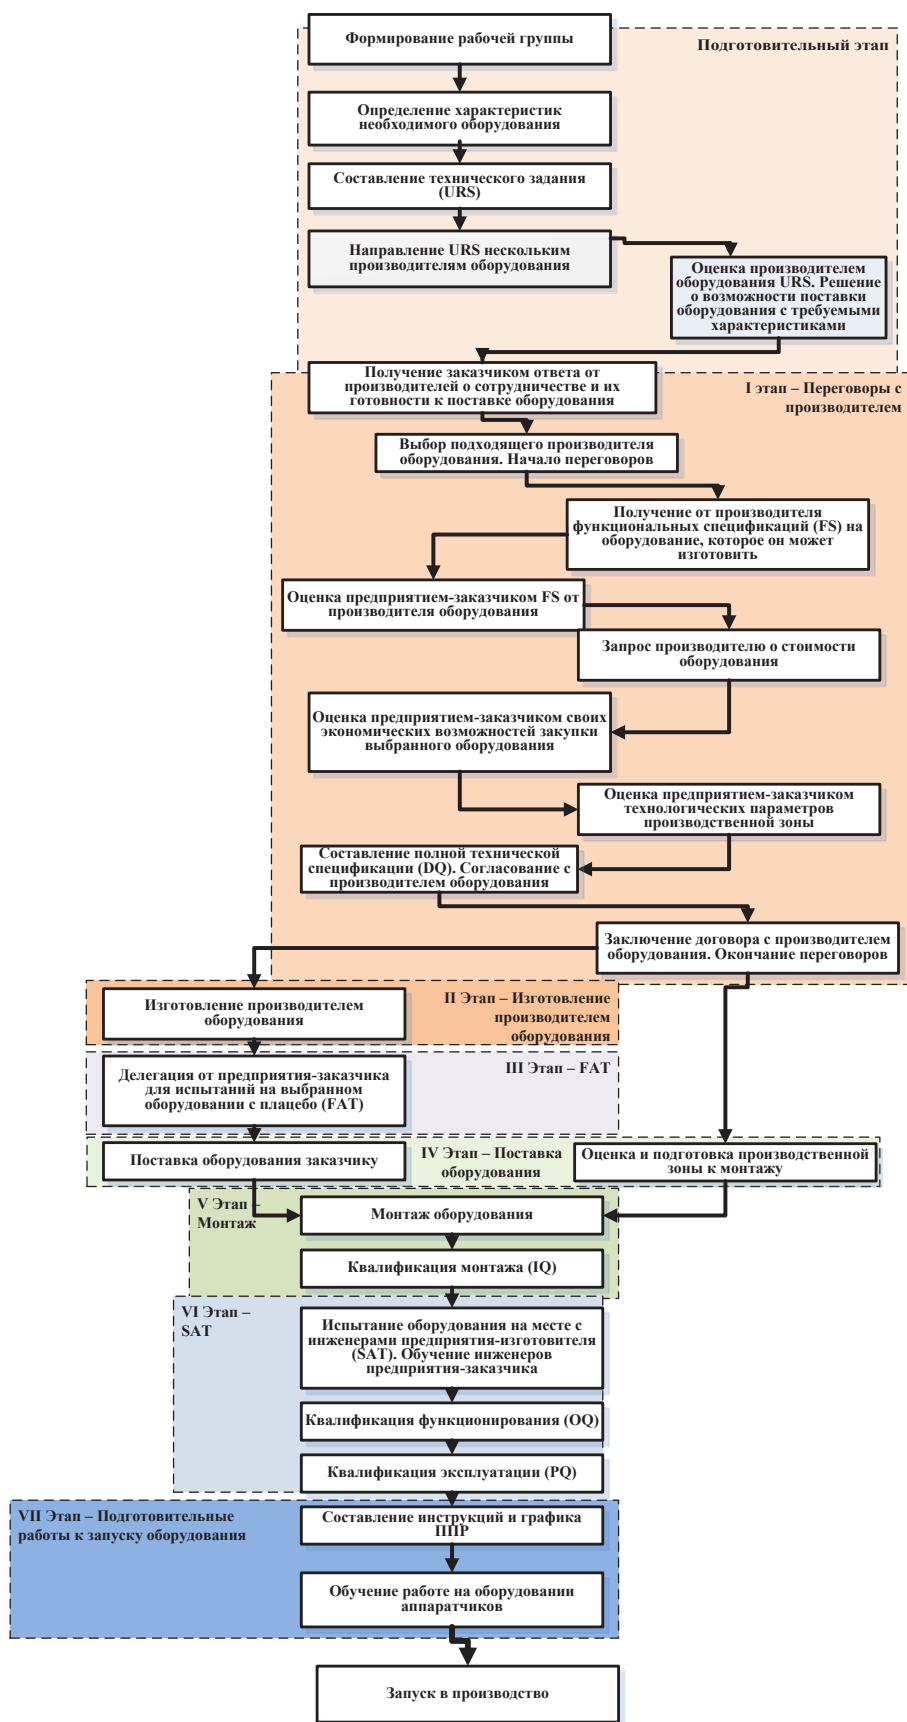 Формирование рабочей группы
Подготовительный этап
Определение характеристик
необходимого оборудования
Составление технического задания
(URS)
Направление URS нескольким
производителям оборудования
Оценка производителем
оборудования URS. Решение
о возможности поставки
оборудования с требуемыми
характеристиками
Получение заказчиком ответа от
производителей о сотрудничестве и их
готовности к поставке оборудования
I этап – Переговоры с
производителем
Выбор подходящего производителя
оборудования. Начало переговоров
Получение от производителя
функциональных спецификаций (FS) на
оборудование, которое он может
изготовить
Оценка предприятием-заказчиком FS от
производителя оборудования
Запрос производителю о стоимости
оборудования
Оценка предприятием-заказчиком своих
экономических возможностей закупки
выбранного оборудования
Оценка предприятием-заказчиком
технологических параметров
производственной зоны
Составление полной технической
спецификации (DQ). Согласование с
производителем оборудования
Заключение договора с производителем
оборудования. Окончание переговоров
II Этап – Изготовление
производителем
оборудования
Изготовление производителем
оборудования
III Этап – FAT
Делегация от предприятия-заказчика
для испытаний на выбранном
оборудовании с плацебо (FAT)
IV Этап – Поставка
оборудования
Поставка оборудования заказчику
Оценка и подготовка производственной
зоны к монтажу
V Этап –
Монтаж
Монтаж оборудования
Квалификация монтажа (IQ)
VI Этап –
SAT
Испытание оборудования на месте с
инженерами предприятия-изготовителя
(SAT). Обучение инженеров
предприятия-заказчика
Квалификация функционирования (OQ)
Квалификация эксплуатации (PQ)
VII Этап – Подготовительные
работы к запуску оборудования
Составление инструкций и графика
ППР
Обучение работе на оборудовании
аппаратчиков
Запуск в производство